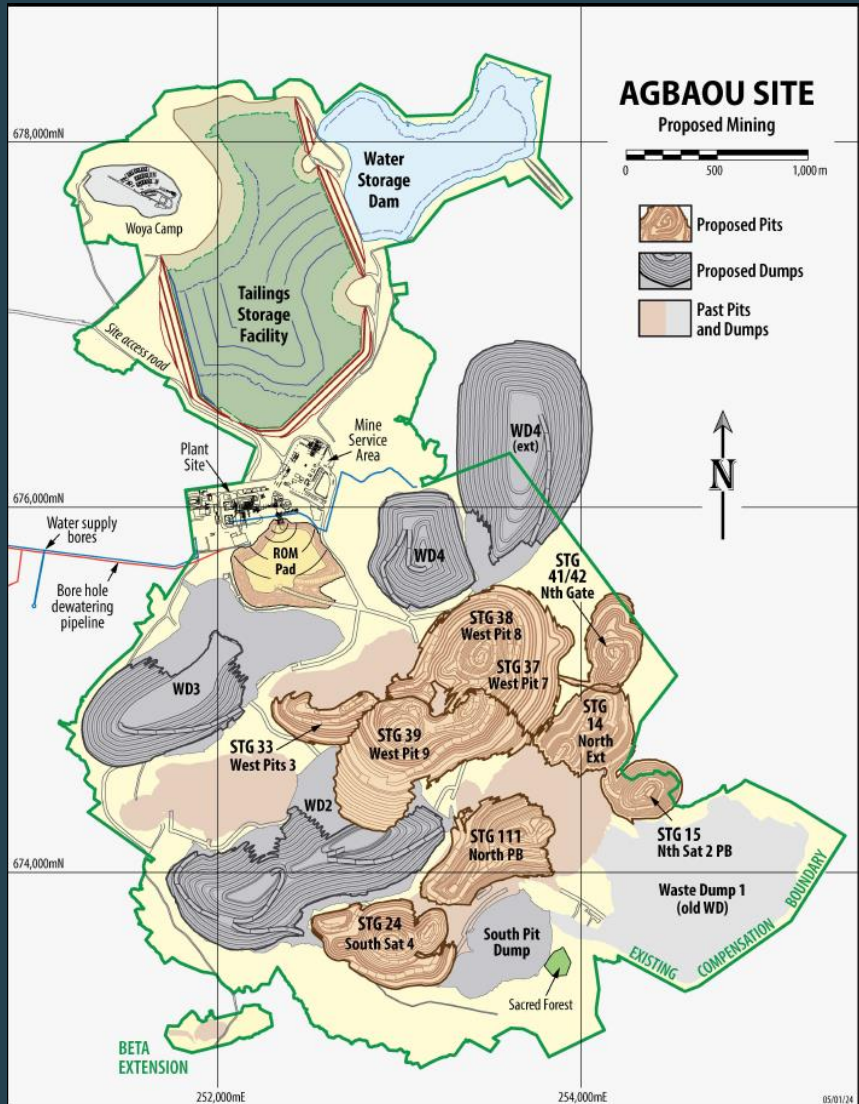 AGBAOU SITE
Proposed Mining
0 500 1,000 m
Proposed Pits
Proposed Dumps
Past Pits
and Dumps
N
678,000mN
Water
Storage
Dam
Woya Camp
Tailings
Storage
Facility
Site access road
Mine
Service
Area
Plant
Site
WD4
(ext)
676,000mN
Water supply
bores
Bore hole
dewatering
pipeline
ROM
Pad
WD4
STG
41/42
Nth Gate
STG 38
West Pit 8
STG 37
West Pit 7
WD3
STG 33
West Pits 3
STG 39
West Pit 9
STG
14
North
Ext
WD2
STG 111
North PB
STG 15
Nth Sat 2 PB
674,000mN
Waste Dump 1
(old WD)
EXISTING COMPENSATION BOUNDARY
STG 24
South Sat 4
South Pit
Dump
Sacred Forest
BETA
EXTENSION
252,000mE
254,000mE
05/01/24